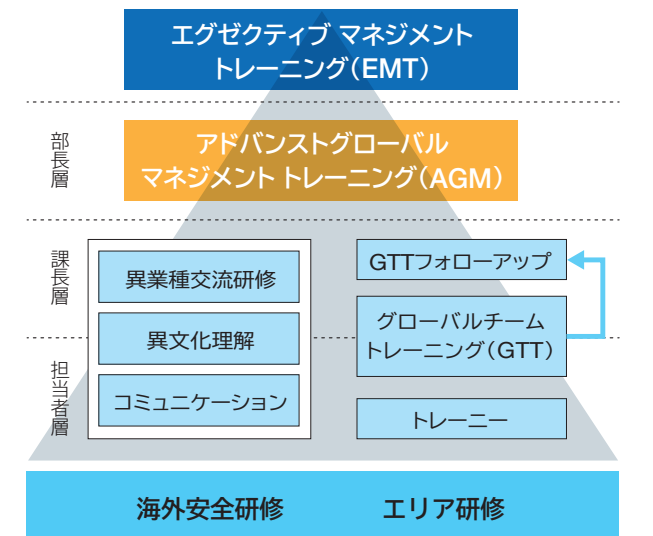 エグゼクティブ マネジメント
トレーニング(EMT)
部長層
アドバンストグローバル
マネジメント トレーニング(AGM)
課長層
異業種交流研修
異文化理解
コミュニケーション
GTTフォローアップ
グローバルチーム
トレーニング(GTT)
トレーニー
担当者層
海外安全研修
エリア研修